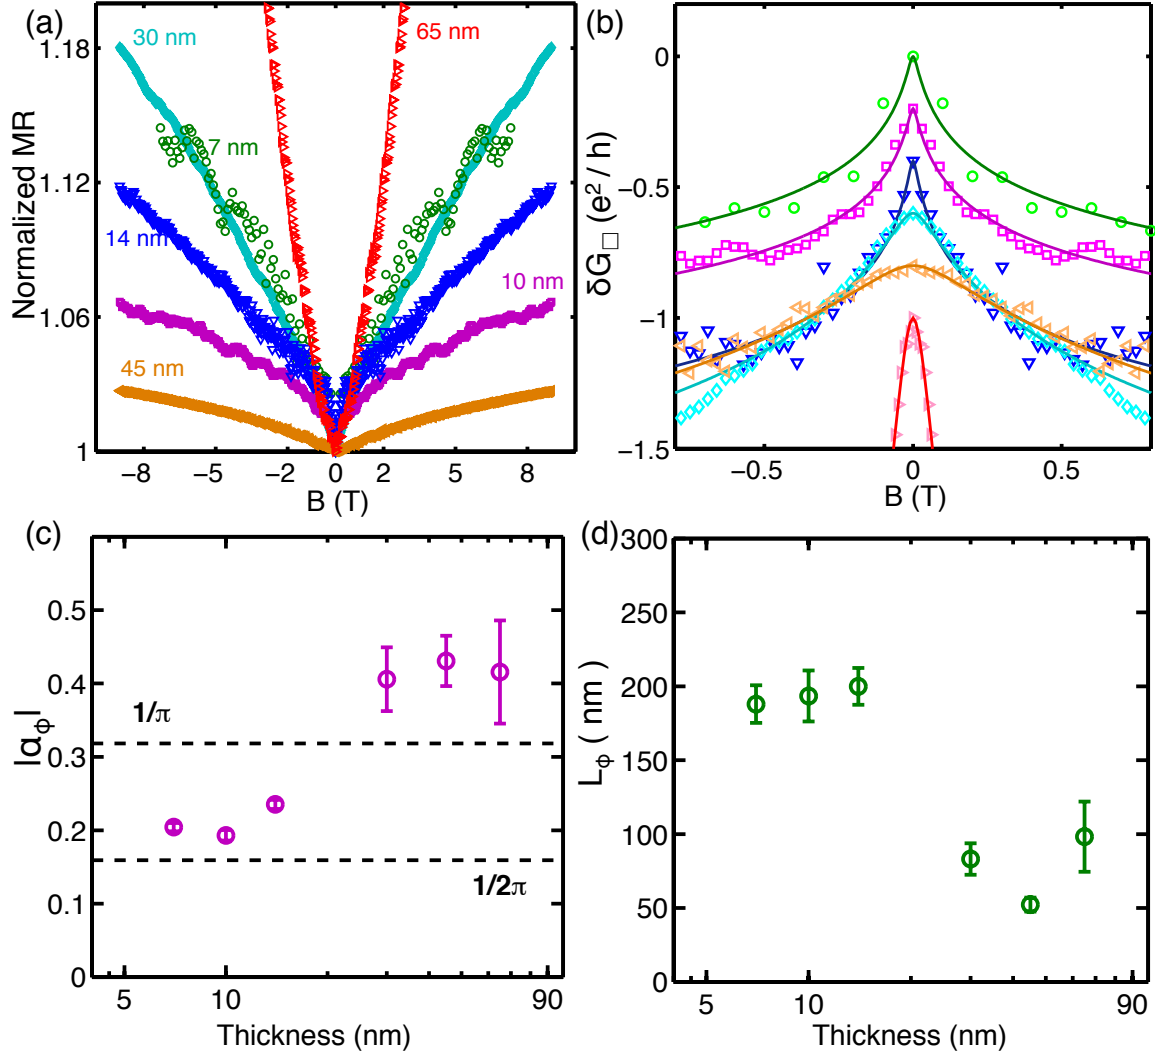 (a)
30 nm
65 nm
7 nm
14 nm
10 nm
45 nm
Normalized MR
1.18
1.12
1.06
1
−8
−5
−2
0
2
5
8
B (T)
(b)
δG□ (e² / h)
0
−0.5
−1
−1.5
−0.5
0
0.5
B (T)
(c)
|αϕ|
0.5
0.4
0.3
0.2
0.1
0
1/π
1/2π
5
10
90
Thickness (nm)
(d)
Lϕ ( nm )
300
250
200
150
100
50
0
5
10
90
Thickness (nm)